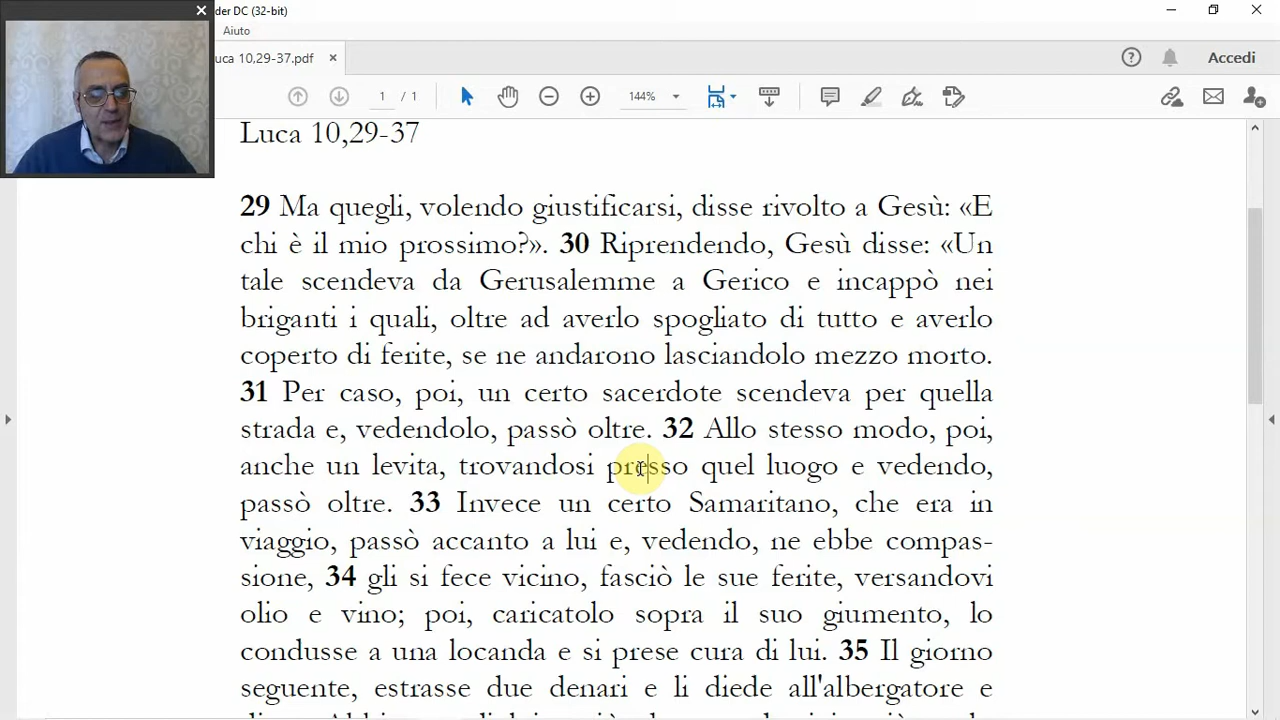 der DC (32-bit)
Aiuto
uca 10,29-37.pdf
Accedi
1 / 1
144%
Luca 10,29-37
29 Ma quegli, volendo giustificarsi, disse rivolto a Gesù: «E
chi è il mio prossimo?». 30 Riprendendo, Gesù disse: «Un
tale scendeva da Gerusalemme a Gerico e incappò nei
briganti i quali, oltre ad averlo spogliato di tutto e averlo
coperto di ferite, se ne andarono lasciandolo mezzo morto.
31 Per caso, poi, un certo sacerdote scendeva per quella
strada e, vedendolo, passò oltre. 32 Allo stesso modo, poi,
anche un levita, trovandosi presso quel luogo e vedendo,
passò oltre. 33 Invece un certo Samaritano, che era in
viaggio, passò accanto a lui e, vedendo, ne ebbe compas-
sione, 34 gli si fece vicino, fasciò le sue ferite, versandovi
olio e vino; poi, caricatolo sopra il suo giumento, lo
condusse a una locanda e si prese cura di lui. 35 Il giorno
seguente, estrasse due denari e li diede all'albergatore e